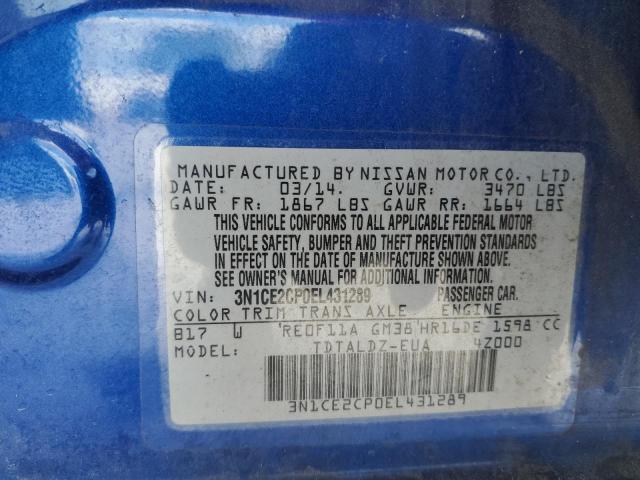 MANUFACTURED BY NISSAN MOTOR CO., LTD.
DATE: 03/14. GVWR: 3470 LBS
GAWR FR: 1867 LBS GAWR RR: 1664 LBS
THIS VEHICLE CONFORMS TO ALL APPLICABLE FEDERAL MOTOR
VEHICLE SAFETY, BUMPER AND THEFT PREVENTION STANDARDS
IN EFFECT ON THE DATE OF MANUFACTURE SHOWN ABOVE.
SEE OWNER'S MANUAL FOR ADDITIONAL INFORMATION.
VIN: 3N1CE2CP0EL431289 PASSENGER CAR.
COLOR TRIM TRANS AXLE ENGINE
B17 W RE0F11A GM38 HR16DE 1598 CC
MODEL: TDTALDZ-EUA 4Z000
3N1CE2CP0EL431289